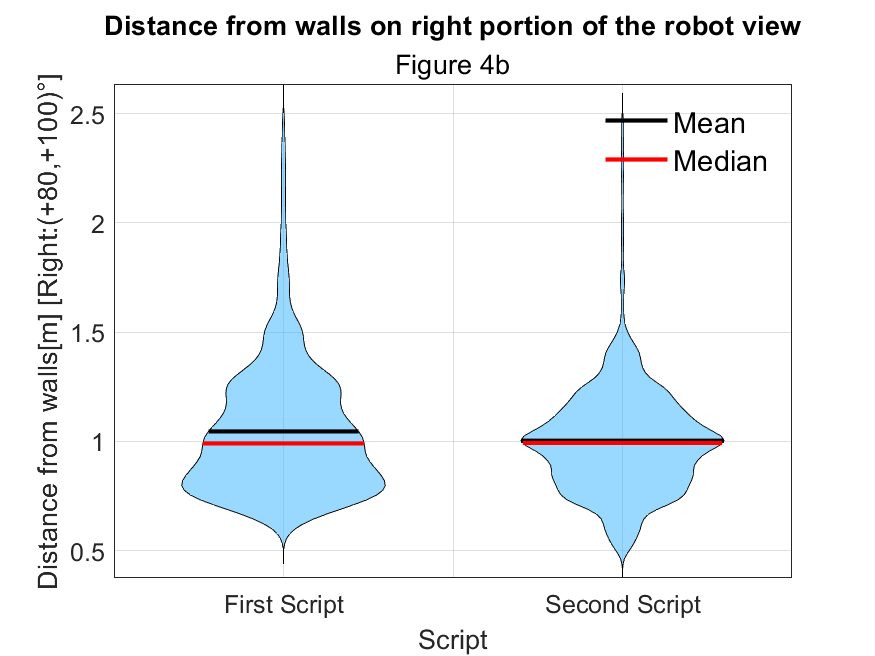 Distance from walls on right portion of the robot view
Figure 4b
Distance from walls[m] [Right:(+80,+100)°]
2.5
2
1.5
1
0.5
Mean
Median
First Script
Second Script
Script